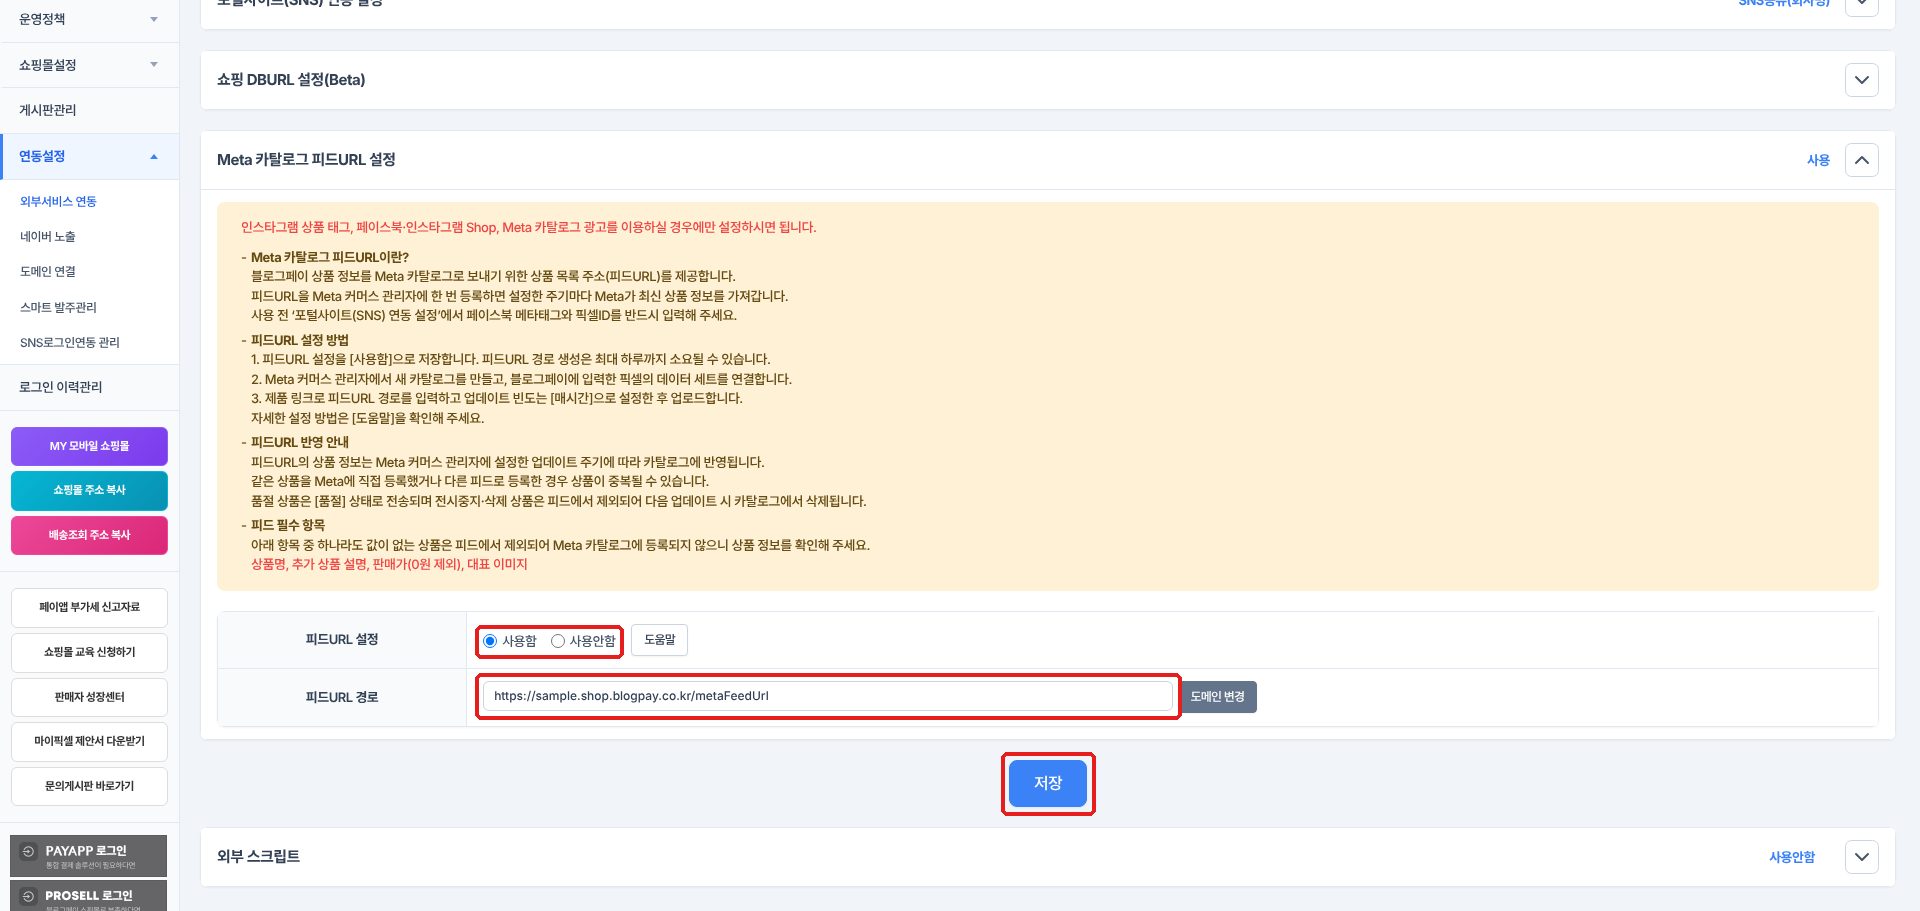 운영정책
쇼핑몰설정
게시판관리
연동설정
외부서비스 연동
네이버 노출
도메인 연결
스마트 발주관리
SNS로그인연동 관리
로그인 이력관리
MY 모바일 쇼핑몰
쇼핑몰 주소 복사
배송조회 주소 복사
페이앱 부가세 신고자료
쇼핑몰 교육 신청하기
판매자 성장센터
마이픽셀 제안서 다운받기
문의게시판 바로가기
PAYAPP 로그인
통합 결제 솔루션이 필요하다면
PROSELL 로그인
포털사이트(SNS) 연동 설정
SNS종류(회사명)
쇼핑 DBURL 설정(Beta)
Meta 카탈로그 피드URL 설정
사용
인스타그램 상품 태그, 페이스북·인스타그램 Shop, Meta 카탈로그 광고를 이용하실 경우에만 설정하시면 됩니다.
- Meta 카탈로그 피드URL이란?
블로그페이 상품 정보를 Meta 카탈로그로 보내기 위한 상품 목록 주소(피드URL)를 제공합니다.
피드URL을 Meta 커머스 관리자에 한 번 등록하면 설정한 주기마다 Meta가 최신 상품 정보를 가져갑니다.
사용 전 '포털사이트(SNS) 연동 설정'에서 페이스북 메타태그와 픽셀ID를 반드시 입력해 주세요.
- 피드URL 설정 방법
1. 피드URL 설정을 [사용함]으로 저장합니다. 피드URL 경로 생성은 최대 하루까지 소요될 수 있습니다.
2. Meta 커머스 관리자에서 새 카탈로그를 만들고, 블로그페이에 입력한 픽셀의 데이터 세트를 연결합니다.
3. 제품 링크로 피드URL 경로를 입력하고 업데이트 빈도는 [매시간]으로 설정한 후 업로드합니다.
자세한 설정 방법은 [도움말]을 확인해 주세요.
- 피드URL 반영 안내
피드URL의 상품 정보는 Meta 커머스 관리자에 설정한 업데이트 주기에 따라 카탈로그에 반영됩니다.
같은 상품을 Meta에 직접 등록했거나 다른 피드로 등록한 경우 상품이 중복될 수 있습니다.
품절 상품은 [품절] 상태로 전송되며 전시중지·삭제 상품은 피드에서 제외되어 다음 업데이트 시 카탈로그에서 삭제됩니다.
- 피드 필수 항목
아래 항목 중 하나라도 값이 없는 상품은 피드에서 제외되어 Meta 카탈로그에 등록되지 않으니 상품 정보를 확인해 주세요.
상품명, 추가 상품 설명, 판매가(0원 제외), 대표 이미지
피드URL 설정
사용함 사용안함 도움말
피드URL 경로
https://sample.shop.blogpay.co.kr/metaFeedUrl
도메인 변경
저장
외부 스크립트
사용안함